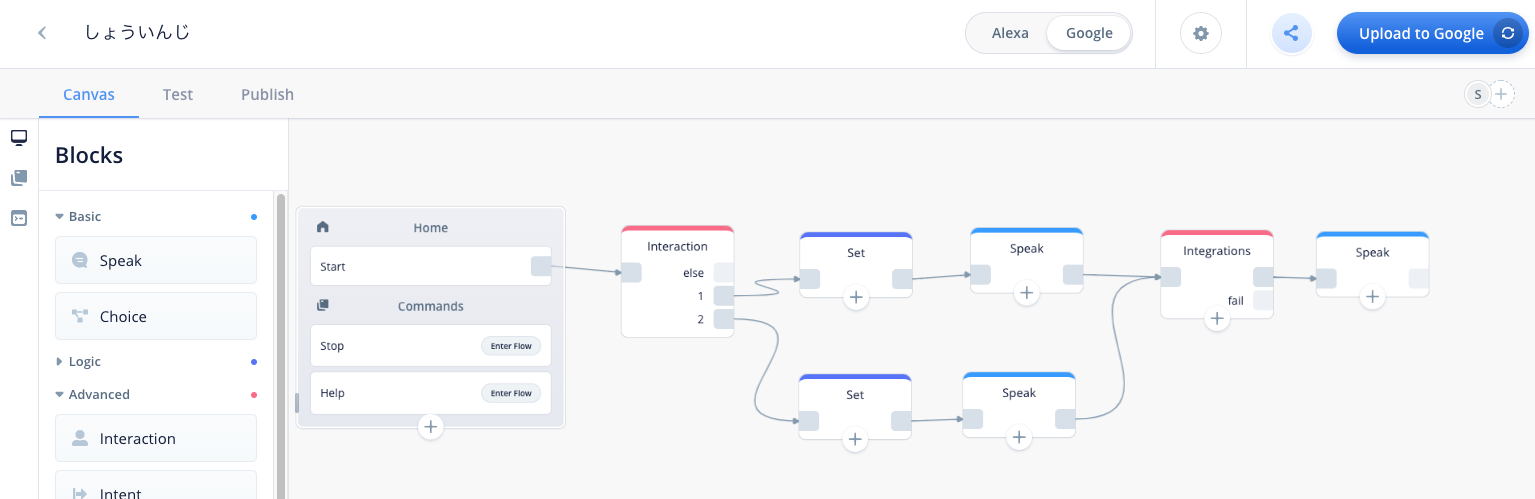 しょういんじ
Alexa Google
Upload to Google
Canvas Test Publish
S
Blocks
Basic
Speak
Choice
Logic
Advanced
Interaction
Intent
Home
Start
Commands
Stop Enter Flow
Help Enter Flow
Interaction
else
1
2
Set
Speak
Integrations
fail
Speak
Set
Speak